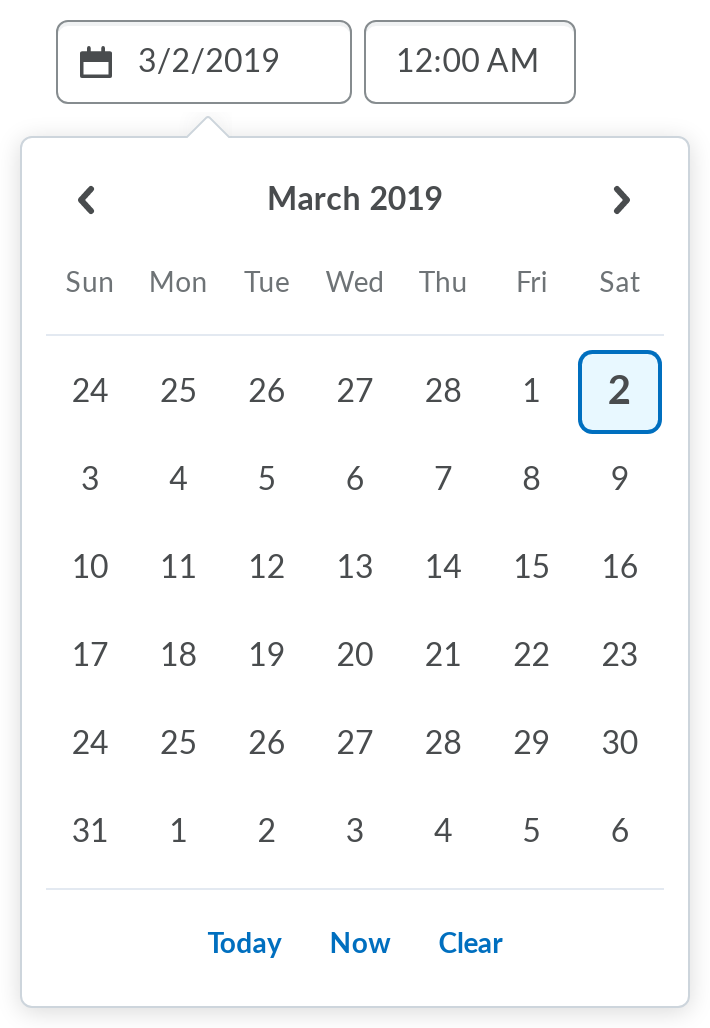 3/2/2019 12:00 AM
March 2019
Sun Mon Tue Wed Thu Fri Sat
24 25 26 27 28 1 2
3 4 5 6 7 8 9
10 11 12 13 14 15 16
17 18 19 20 21 22 23
24 25 26 27 28 29 30
31 1 2 3 4 5 6
Today Now Clear